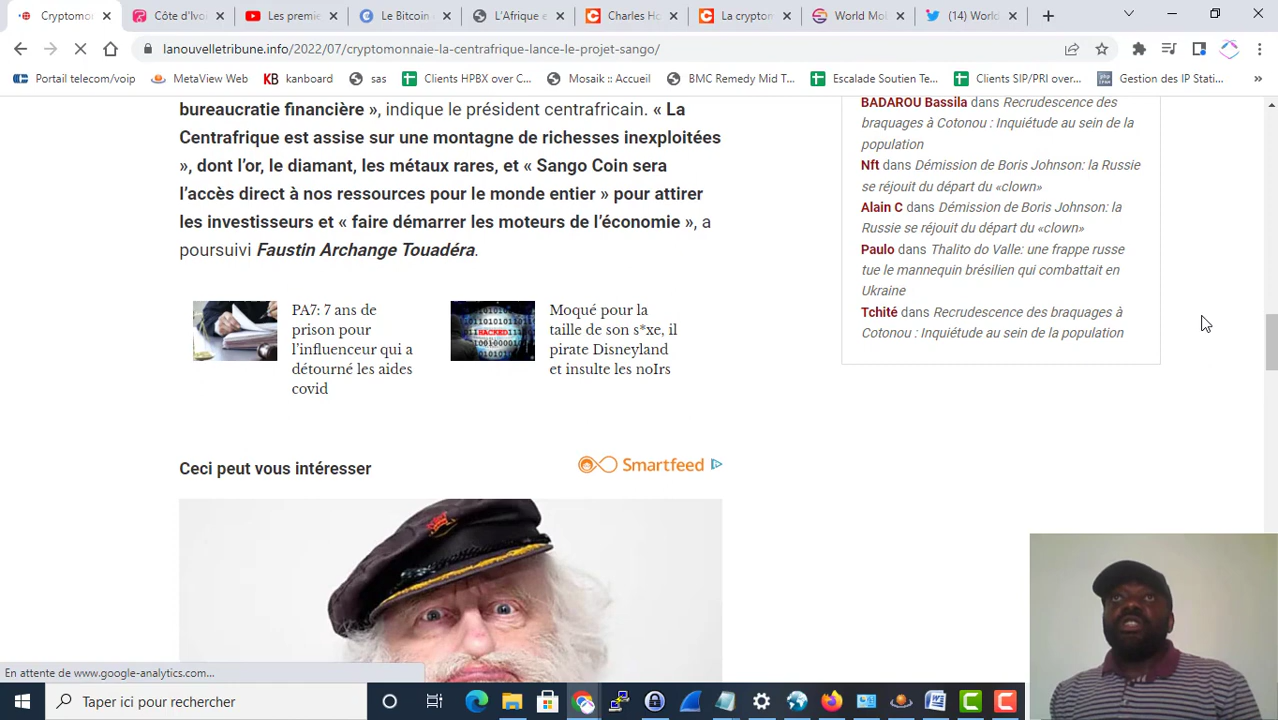 Cryptomon
Côte d'Ivo
Les premie
Le Bitcoin
L'Afrique e
Charles Ho
La cryptom
World Mob
(14) World
lanouvelletribune.info/2022/07/cryptomonnaie-la-centrafrique-lance-le-projet-sango/
Portail telecom/voip
MetaView Web
KB kanboard
sas
Clients HPBX over C...
Mosaik :: Accueil
BMC Remedy Mid T...
Escalade Soutien Te...
Clients SIP/PRI over...
Gestion des IP Stati...
»
bureaucratie financière », indique le président centrafricain. « La
Centrafrique est assise sur une montagne de richesses inexploitées
», dont l'or, le diamant, les métaux rares, et « Sango Coin sera
l'accès direct à nos ressources pour le monde entier » pour attirer
les investisseurs et « faire démarrer les moteurs de l'économie », a
poursuivi Faustin Archange Touadéra.
PA7: 7 ans de
prison pour
l'influenceur qui a
détourné les aides
covid
HACKED
Moqué pour la
taille de son s*xe, il
pirate Disneyland
et insulte les noIrs
Ceci peut vous intéresser
Smartfeed
BADAROU Bassila dans Recrudescence des
braquages à Cotonou : Inquiétude au sein de la
population
Nft dans Démission de Boris Johnson: la Russie
se réjouit du départ du «clown»
Alain C dans Démission de Boris Johnson: la
Russie se réjouit du départ du «clown»
Paulo dans Thalito do Valle: une frappe russe
tue le mannequin brésilien qui combattait en
Ukraine
Tchité dans Recrudescence des braquages à
Cotonou : Inquiétude au sein de la population
En attente de www.google-analytics.com...
Taper ici pour rechercher